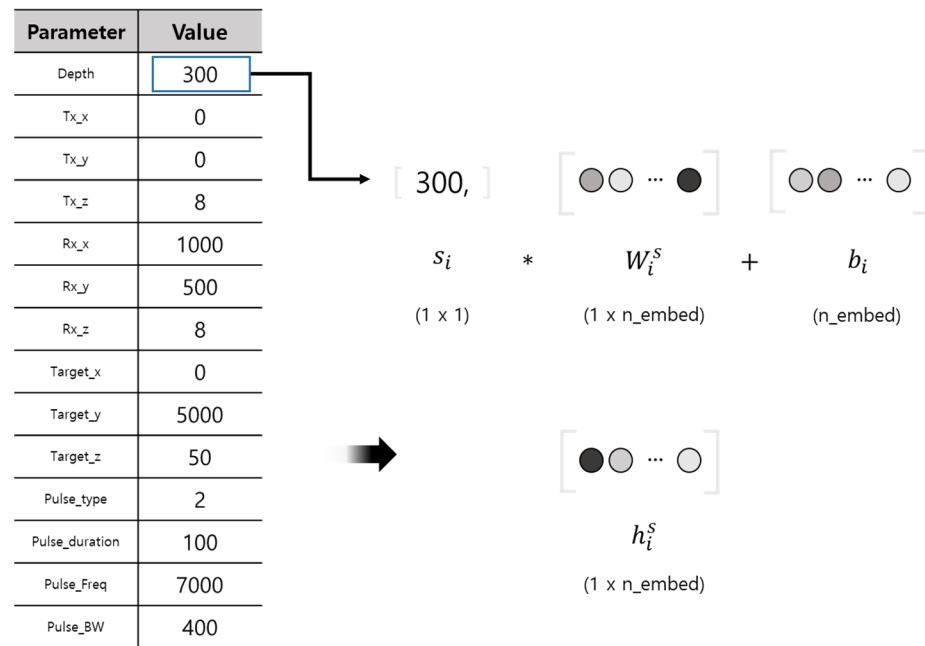 Parameter Value
Depth 300
Tx_x 0
Tx_y 0
Tx_z 8
Rx_x 1000
Rx_y 500
Rx_z 8
Target_x 0
Target_y 5000
Target_z 50
Pulse_type 2
Pulse_duration 100
Pulse_Freq 7000
Pulse_BW 400
[ 300, ] [ ... ] [ ... ]
s_i * W_i^s + b_i
(1 x 1) (1 x n_embed) (n_embed)
[ ... ]
h_i^s
(1 x n_embed)